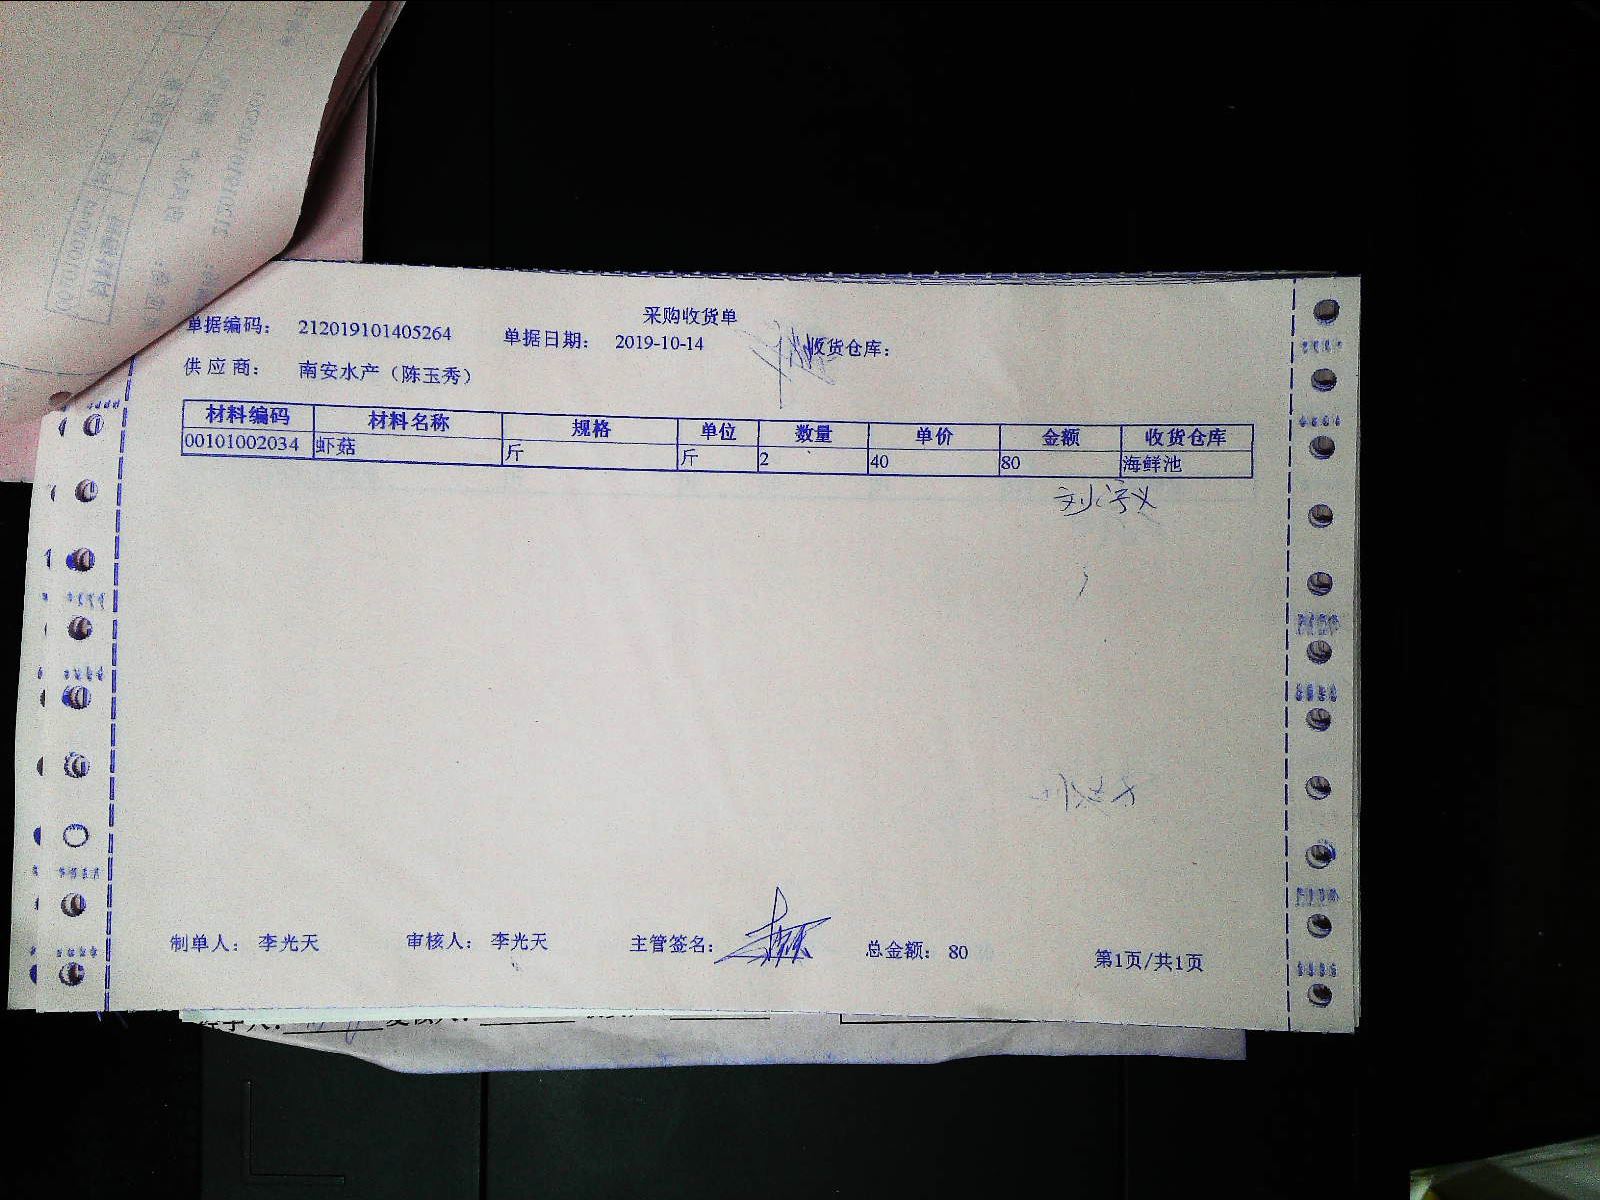 采购收货单
单据编码： 212019101405264 单据日期： 2019-10-14 收货仓库：
供应商： 南安水产（陈玉秀）
材料编码 材料名称 规格 单位 数量 单价 金额 收货仓库
00101002034 虾菇 斤 斤 2 40 80 海鲜池
制单人： 李光天 审核人： 李光天 主管签名： 总金额： 80 第1页/共1页